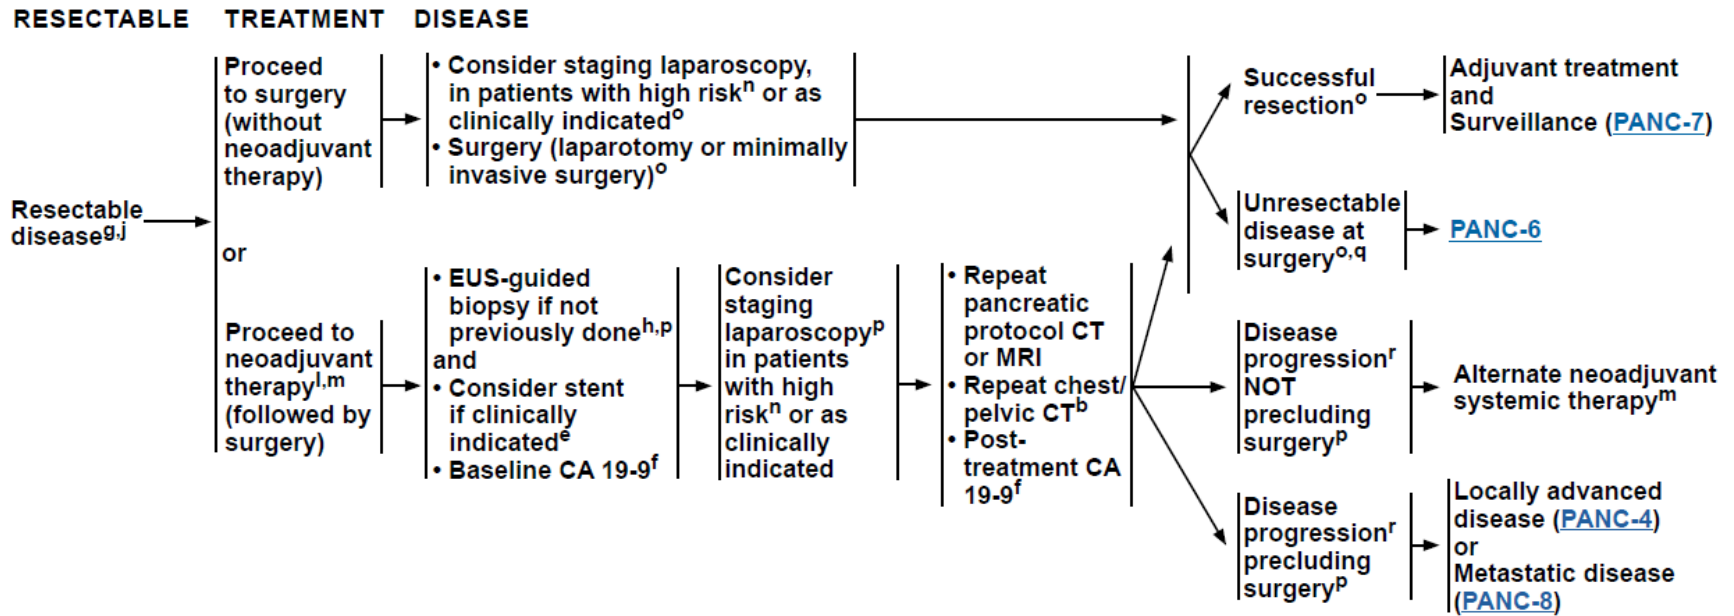 RESECTABLE TREATMENT DISEASE
Resectable
disease^g,j
Proceed
to surgery
(without
neoadjuvant
therapy)
or
Proceed to
neoadjuvant
therapy^l,m
(followed by
surgery)
• Consider staging laparoscopy,
in patients with high risk^n or as
clinically indicated^o
• Surgery (laparotomy or minimally
invasive surgery)^o
• EUS-guided
biopsy if not
previously done^h,p
and
• Consider stent
if clinically
indicated^e
• Baseline CA 19-9^f
Consider
staging
laparoscopy^p
in patients
with high
risk^n or as
clinically
indicated
• Repeat
pancreatic
protocol CT
or MRI
• Repeat chest/
pelvic CT^b
• Post-
treatment CA
19-9^f
Successful
resection^o
Adjuvant treatment
and
Surveillance (PANC-7)
Unresectable
disease at
surgery^o,q
PANC-6
Disease
progression^r
NOT
precluding
surgery^p
Alternate neoadjuvant
systemic therapy^m
Disease
progression^r
precluding
surgery^p
Locally advanced
disease (PANC-4)
or
Metastatic disease
(PANC-8)